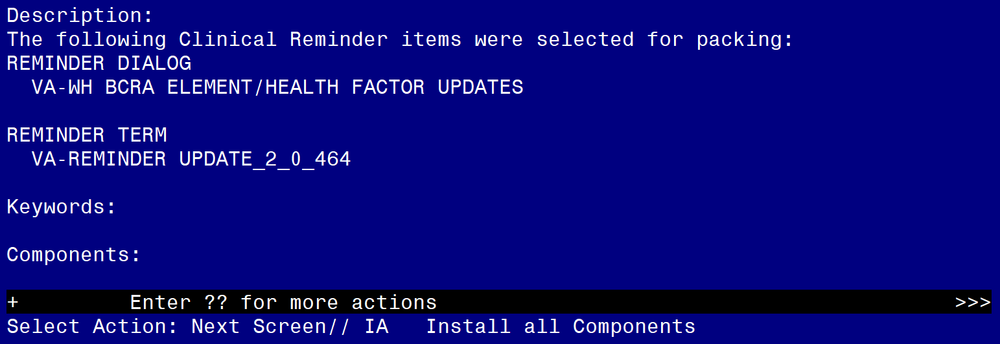 Description:
The following Clinical Reminder items were selected for packing:
REMINDER DIALOG
  VA-WH BCRA ELEMENT/HEALTH FACTOR UPDATES
REMINDER TERM
  VA-REMINDER UPDATE_2_0_464
Keywords:
Components:
+         Enter ?? for more actions                                          >>>
Select Action: Next Screen// IA   Install all Components